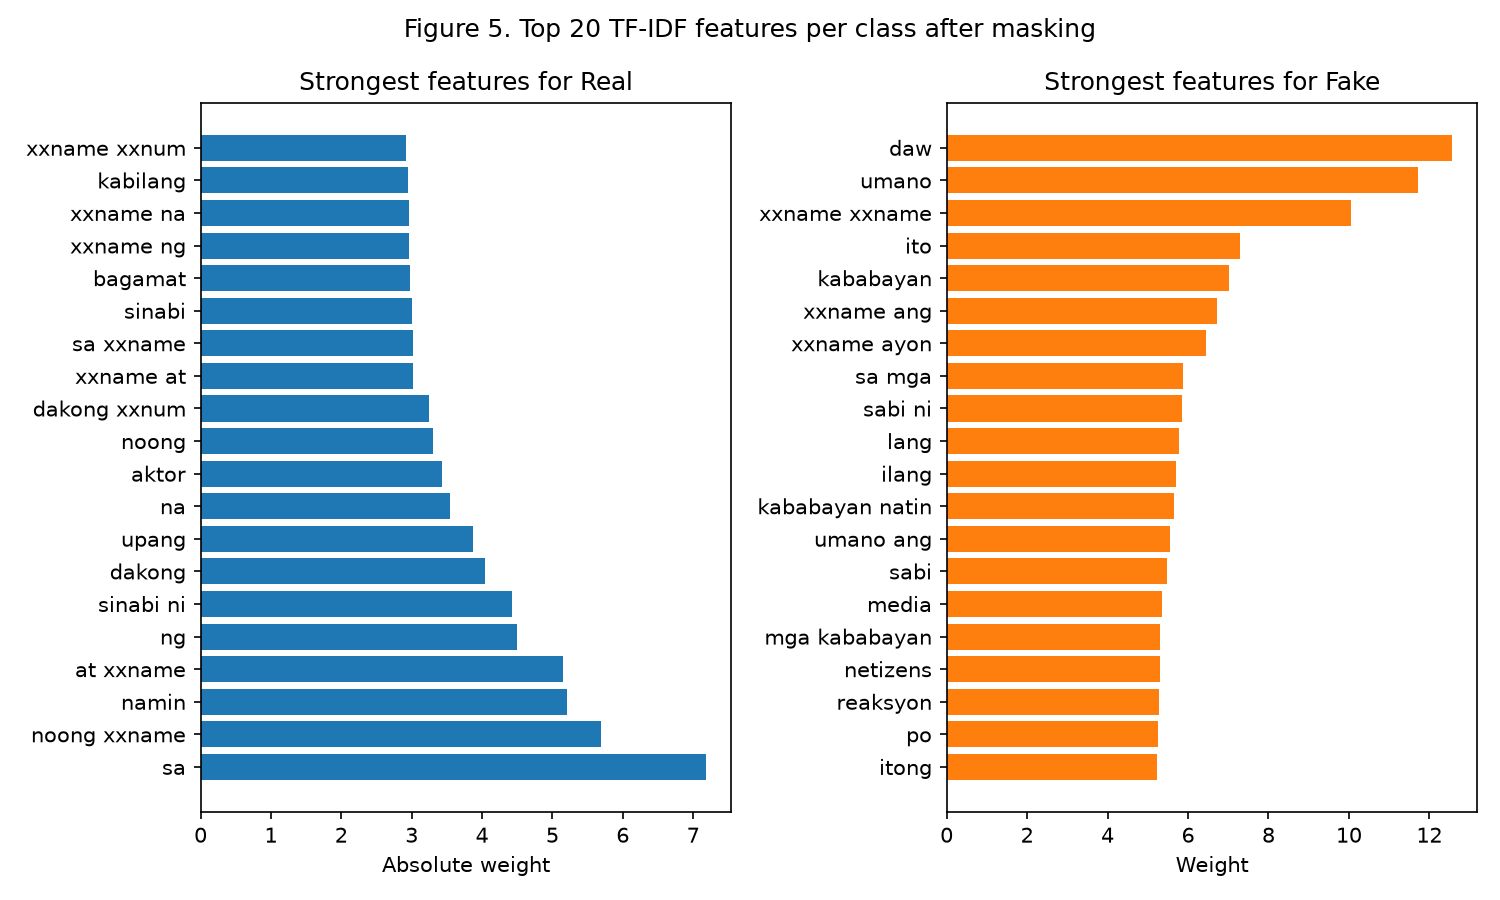 Figure 5. Top 20 TF-IDF features per class after masking
Strongest features for Real
xxname xxnum
kabilang
xxname na
xxname ng
bagamat
sinabi
sa xxname
xxname at
dakong xxnum
noong
aktor
na
upang
dakong
sinabi ni
ng
at xxname
namin
noong xxname
sa
0 1 2 3 4 5 6 7
Absolute weight
Strongest features for Fake
daw
umano
xxname xxname
ito
kababayan
xxname ang
xxname ayon
sa mga
sabi ni
lang
ilang
kababayan natin
umano ang
sabi
media
mga kababayan
netizens
reaksyon
po
itong
0 2 4 6 8 10 12
Weight